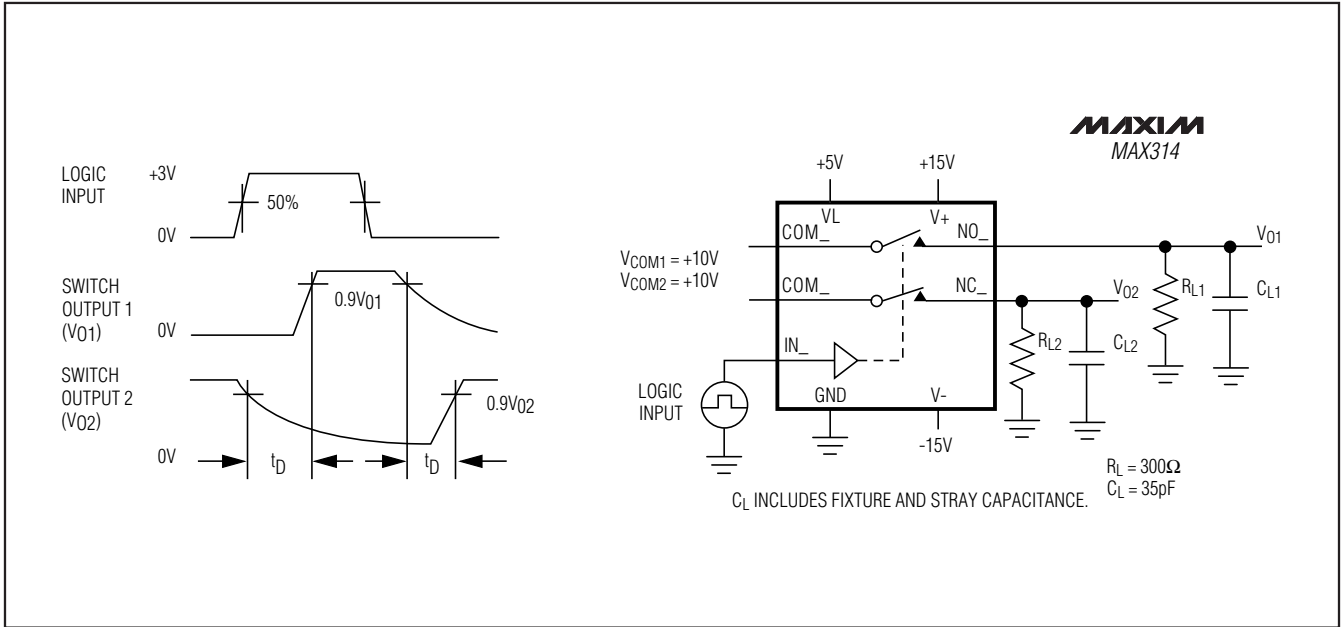 MAXIM
MAX314
LOGIC
INPUT
+3V
50%
0V
SWITCH
OUTPUT 1
(VO1)
0V
0.9V01
SWITCH
OUTPUT 2
(VO2)
0V
0.9V02
tD
tD
+5V
+15V
VL
V+
COM_
NO_
VO1
VCOM1 = +10V
VCOM2 = +10V
COM_
NC_
VO2
RL1
CL1
RL2
CL2
IN_
LOGIC
INPUT
GND
V-
-15V
RL = 300Ω
CL = 35pF
CL INCLUDES FIXTURE AND STRAY CAPACITANCE.